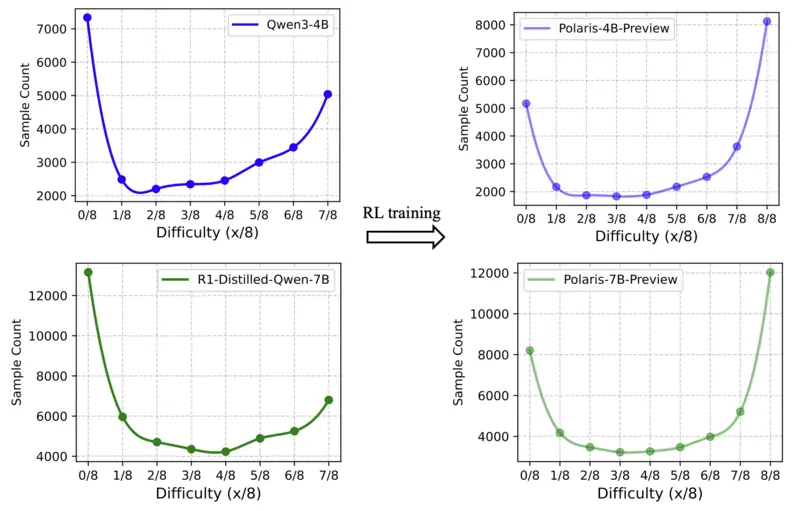 Qwen3-4B
Sample Count
7000
6000
5000
4000
3000
2000
0/8 1/8 2/8 3/8 4/8 5/8 6/8 7/8
Difficulty (x/8)
Polaris-4B-Preview
Sample Count
8000
7000
6000
5000
4000
3000
2000
0/8 1/8 2/8 3/8 4/8 5/8 6/8 7/8 8/8
Difficulty (x/8)
RL training
R1-Distilled-Qwen-7B
Sample Count
12000
10000
8000
6000
4000
0/8 1/8 2/8 3/8 4/8 5/8 6/8 7/8
Difficulty (x/8)
Polaris-7B-Preview
Sample Count
12000
10000
8000
6000
4000
0/8 1/8 2/8 3/8 4/8 5/8 6/8 7/8 8/8
Difficulty (x/8)